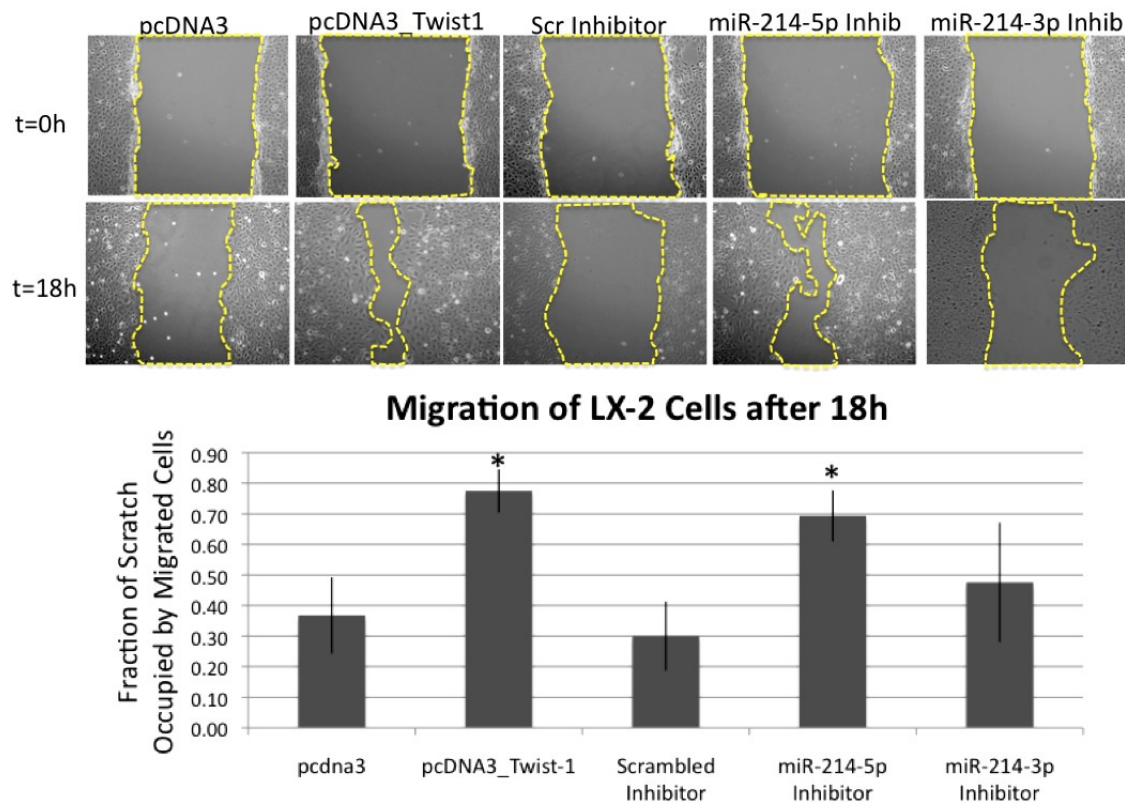 pcDNA3 pcDNA3_Twist1 Scr Inhibitor miR-214-5p Inhib miR-214-3p Inhib
t=0h
t=18h
Migration of LX-2 Cells after 18h
Fraction of Scratch
Occupied by Migrated Cells
0.90
0.80
0.70
0.60
0.50
0.40
0.30
0.20
0.10
0.00
*
*
pcdna3 pcDNA3_Twist-1 Scrambled miR-214-5p miR-214-3p
Inhibitor Inhibitor Inhibitor